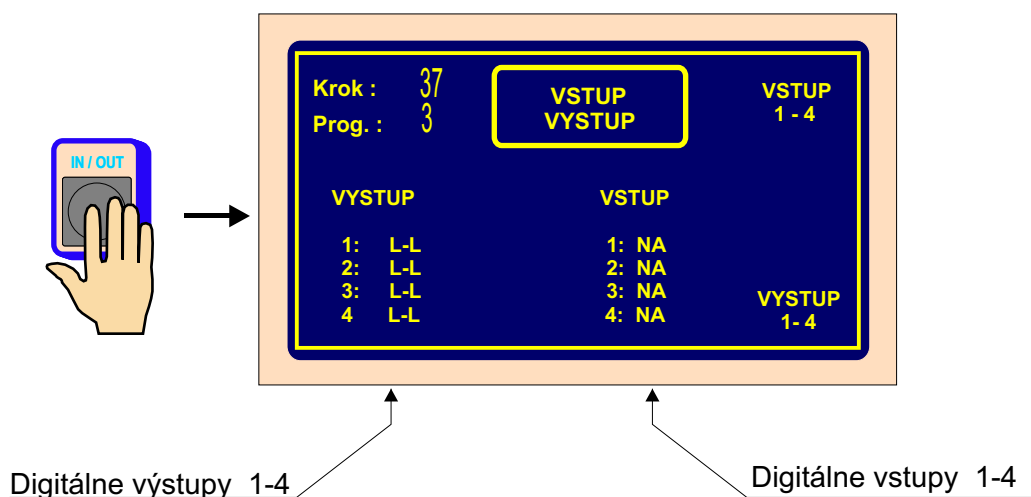 Krok : 37
Prog. : 3
VSTUP
VYSTUP
VSTUP
1 - 4
IN / OUT
VYSTUP
1: L-L
2: L-L
3: L-L
4 L-L
VSTUP
1: NA
2: NA
3: NA
4: NA
VYSTUP
1- 4
Digitálne výstupy 1-4
Digitálne vstupy 1-4